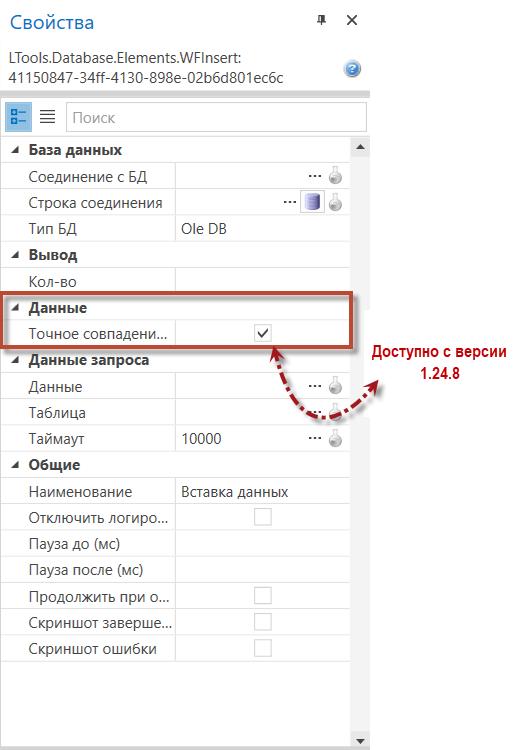 Свойства
LTools.Database.Elements.WFInsert:
41150847-34ff-4130-898e-02b6d801ec6c
Поиск
База данных
Соединение с БД ...
Строка соединения ...
Тип БД Ole DB
Вывод
Кол-во
Данные
Точное совпадени...
Доступно с версии
1.24.8
Данные запроса
Данные ...
Таблица ...
Таймаут 10000 ...
Общие
Наименование Вставка данных
Отключить логиро...
Пауза до (мс)
Пауза после (мс)
Продолжить при о...
Скриншот заверше...
Скриншот ошибки